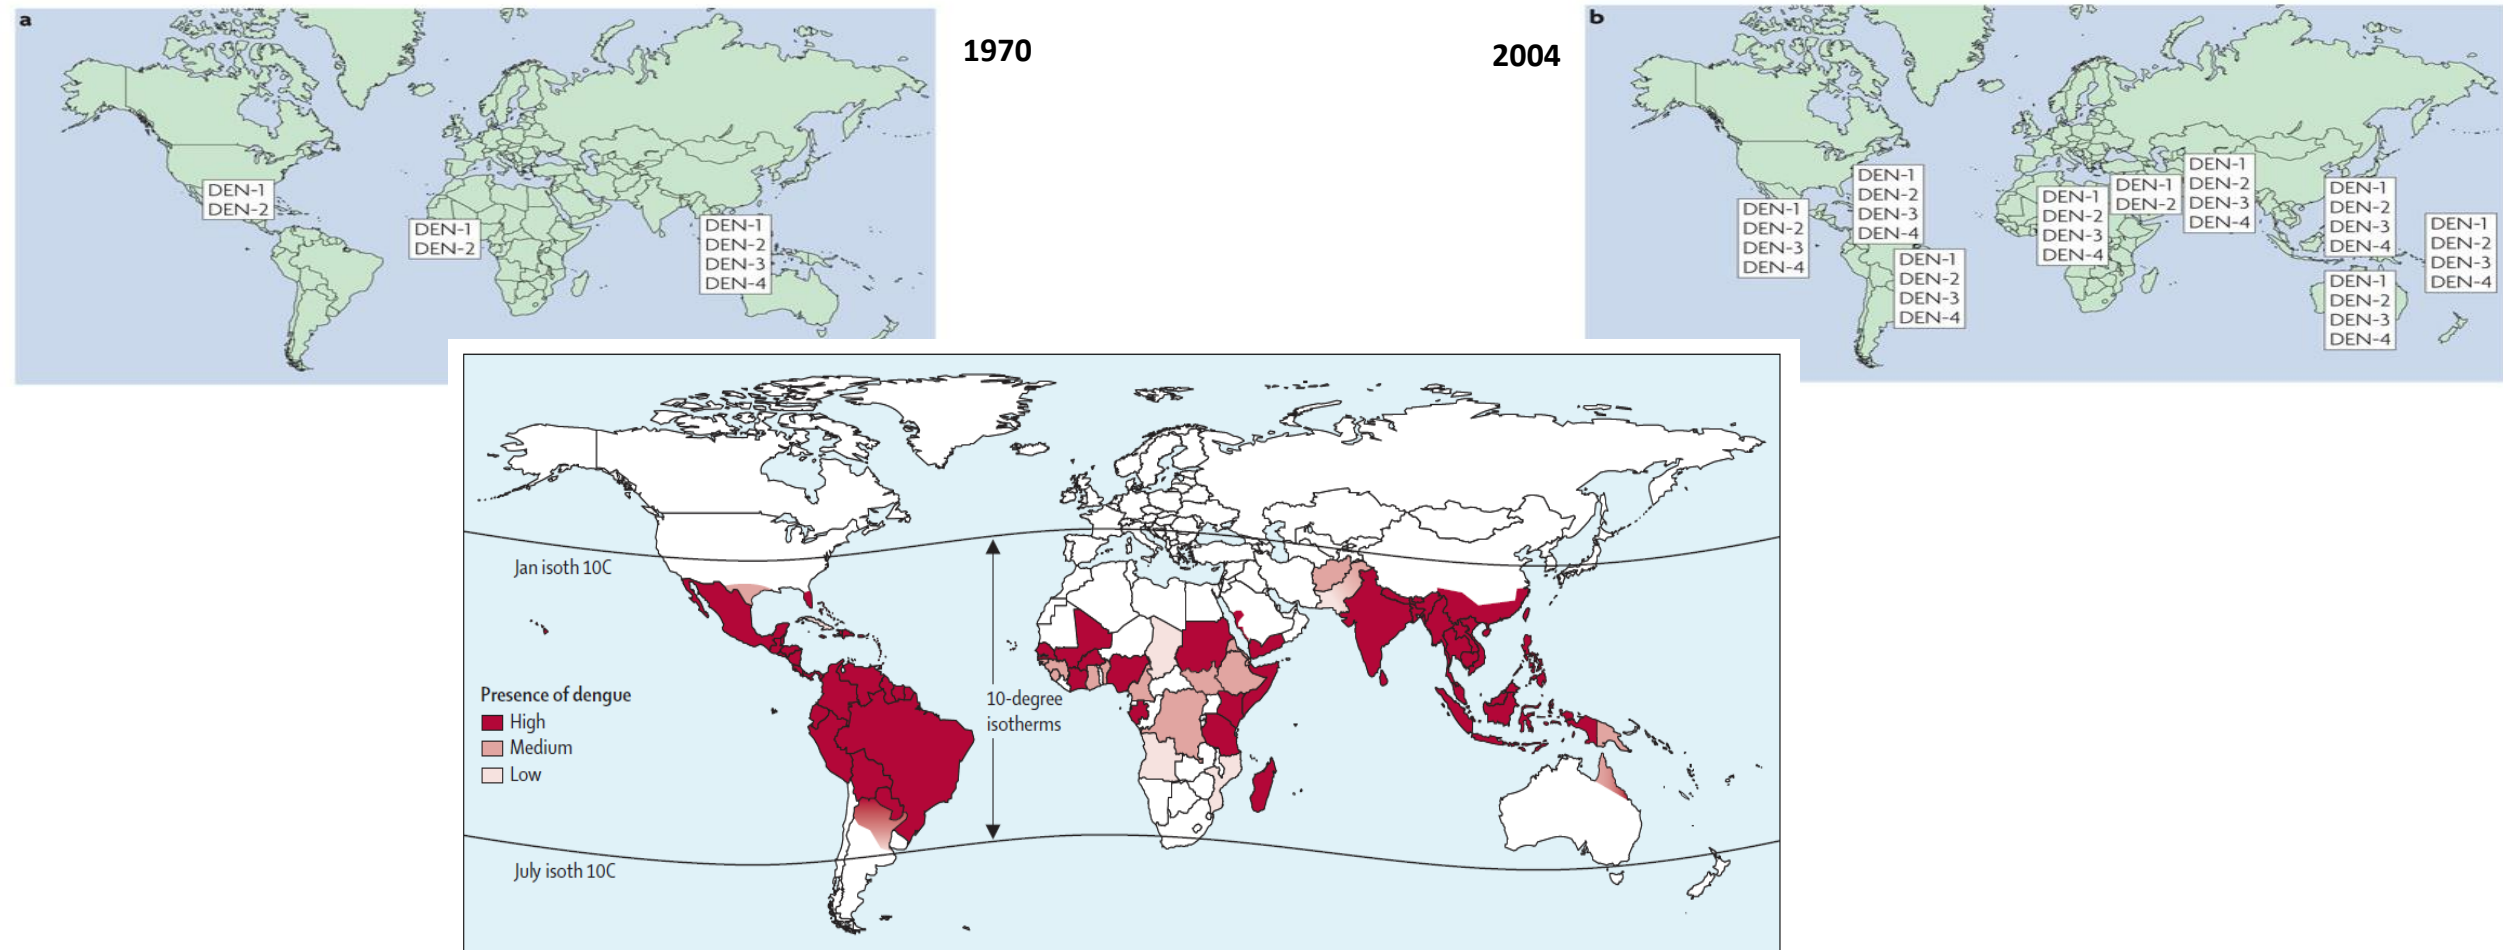 a
1970
DEN-1
DEN-2
DEN-1
DEN-2
DEN-1
DEN-2
DEN-3
DEN-4
2004
b
DEN-1
DEN-2
DEN-3
DEN-4
DEN-1
DEN-2
DEN-3
DEN-4
DEN-1
DEN-2
DEN-3
DEN-4
DEN-1
DEN-2
DEN-3
DEN-4
DEN-1
DEN-2
DEN-1
DEN-2
DEN-3
DEN-4
DEN-1
DEN-2
DEN-3
DEN-4
DEN-1
DEN-2
DEN-3
DEN-4
DEN-1
DEN-2
DEN-3
DEN-4
Jan isoth 10C
10-degree
isotherms
Presence of dengue
High
Medium
Low
July isoth 10C